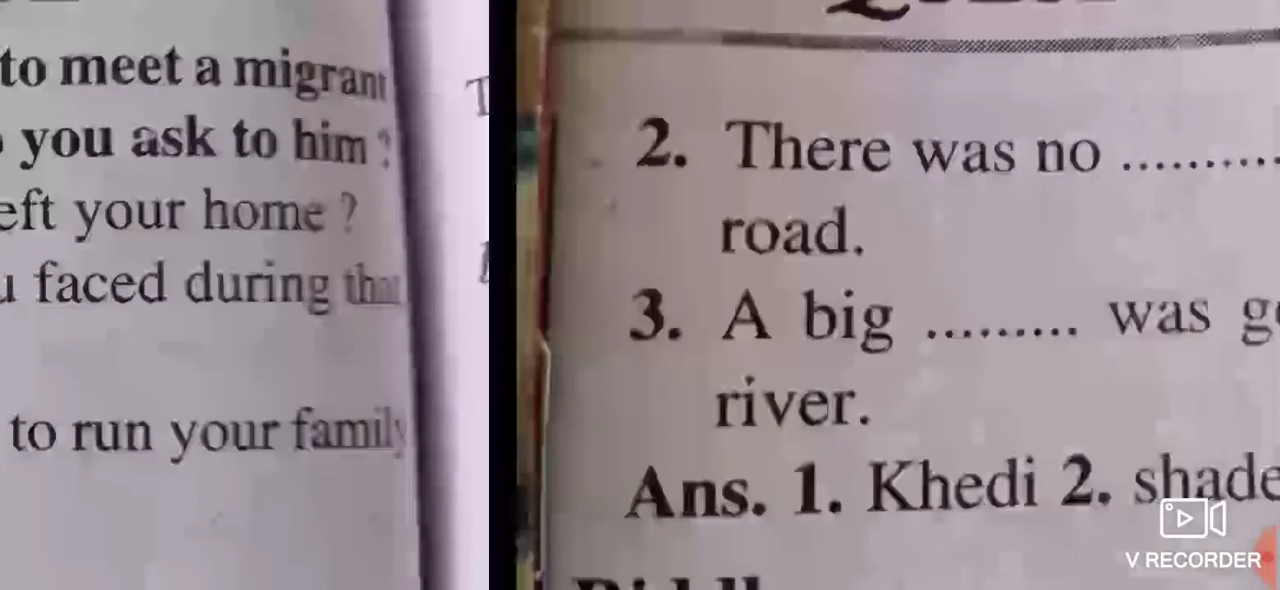 to meet a migrant
you ask to him ?
eft your home ?
u faced during that
to run your family
2. There was no ..........
road.
3. A big ......... was
river.
Ans. 1. Khedi 2. shade
V RECORDER